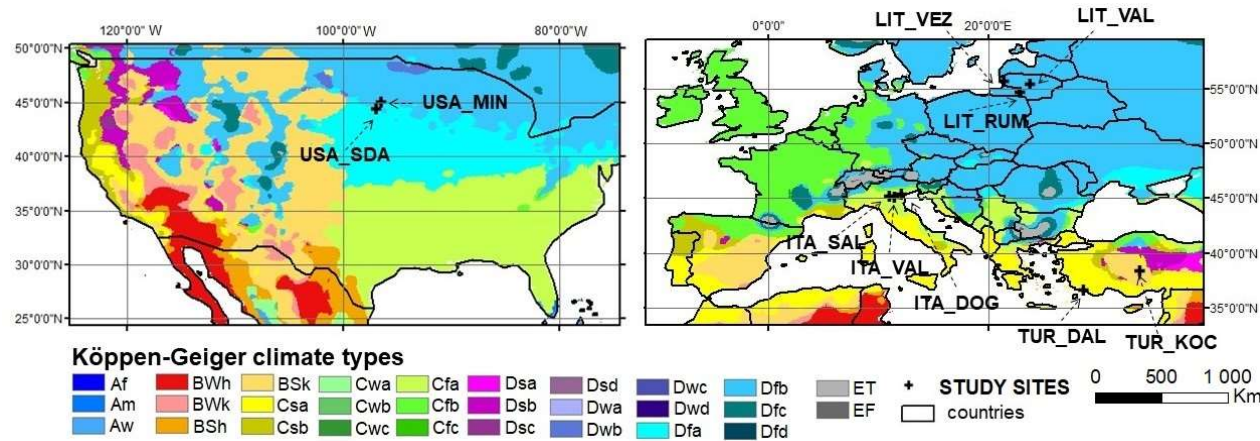 120°0'0" W 100°0'0" W 80°0'0"W
0°0'0" 20°0'0"E
LIT_VEZ LIT_VAL
50°0'0"N
45°0'0"N
40°0'0"N
35°0'0"N
30°0'0"N
25°0'0"N
USA_MIN
USA_SDA
55°0'0"N
50°0'0"N
45°0'0"N
40°0'0"N
35°0'0"N
LIT_RUM
ITA_SAL
ITA_VAL
ITA_DOG
TUR_DAL
TUR_KOC
Köppen-Geiger climate types
Af BWh BSk Cwa Cfa Dsa Dsd Dwc Dfb ET STUDY SITES 0 500 1 000
Am BWk Csa Cwb Cfb Dsb Dwa Dwd Dfc EF countries Km
Aw BSh Csb Cwc Cfc Dsc Dwb Dfa Dfd